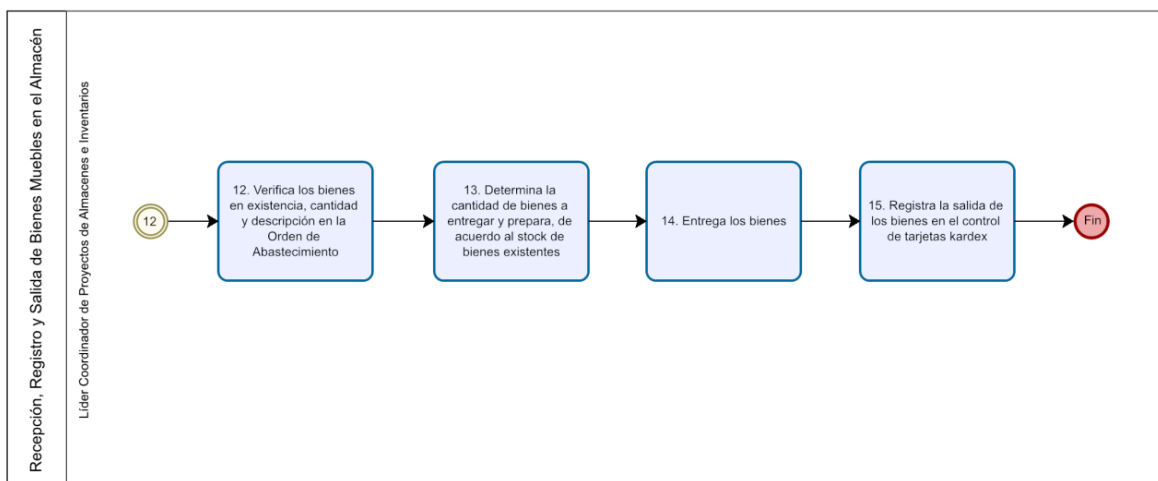 Recepción, Registro y Salida de Bienes Muebles en el Almacén
Líder Coordinador de Proyectos de Almacenes e Inventarios
12
12. Verifica los bienes
en existencia, cantidad
y descripción en la
Orden de
Abastecimiento
13. Determina la
cantidad de bienes a
entregar y prepara, de
acuerdo al stock de
bienes existentes
14. Entrega los bienes
15. Registra la salida de
los bienes en el control
de tarjetas kardex
Fin